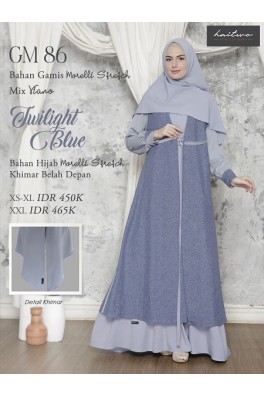 haitwo
GM 86
Bahan Gamis Morelli Stretch
Mix Viano
Twilight
Blue
Bahan Hijab Morelli Stretch
Khimar Belah Depan
XS-XL IDR 450K
XXL IDR 465K
Detail Khimar